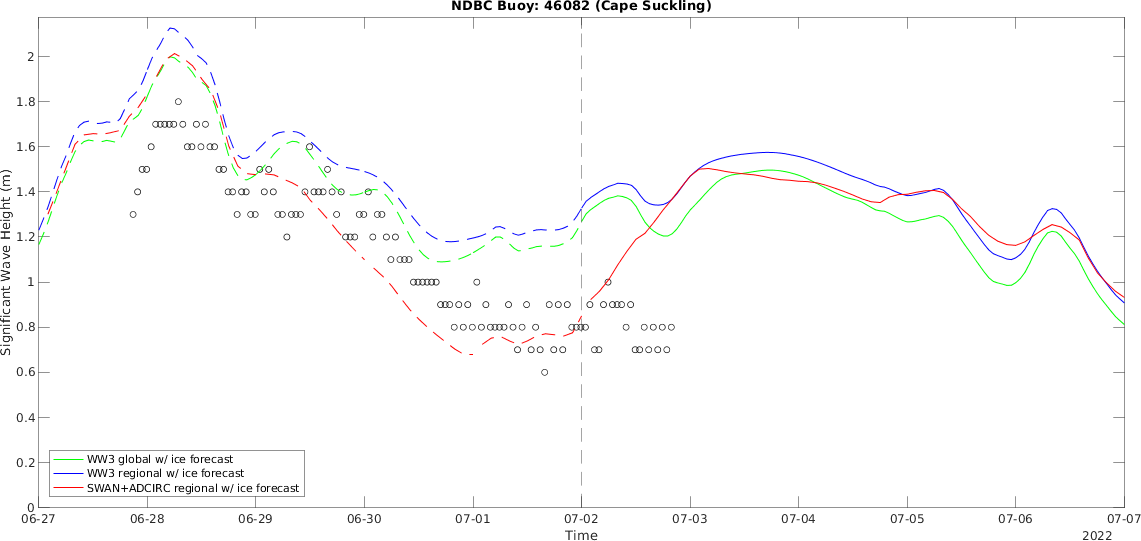 NDBC Buoy: 46082 (Cape Suckling)
Significant Wave Height (m)
2
1.8
1.6
1.4
1.2
1
0.8
0.6
0.4
0.2
0
WW3 global w/ ice forecast
WW3 regional w/ ice forecast
SWAN+ADCIRC regional w/ ice forecast
06-27 06-28 06-29 06-30 07-01 07-02 07-03 07-04 07-05 07-06 07-07
Time
2022